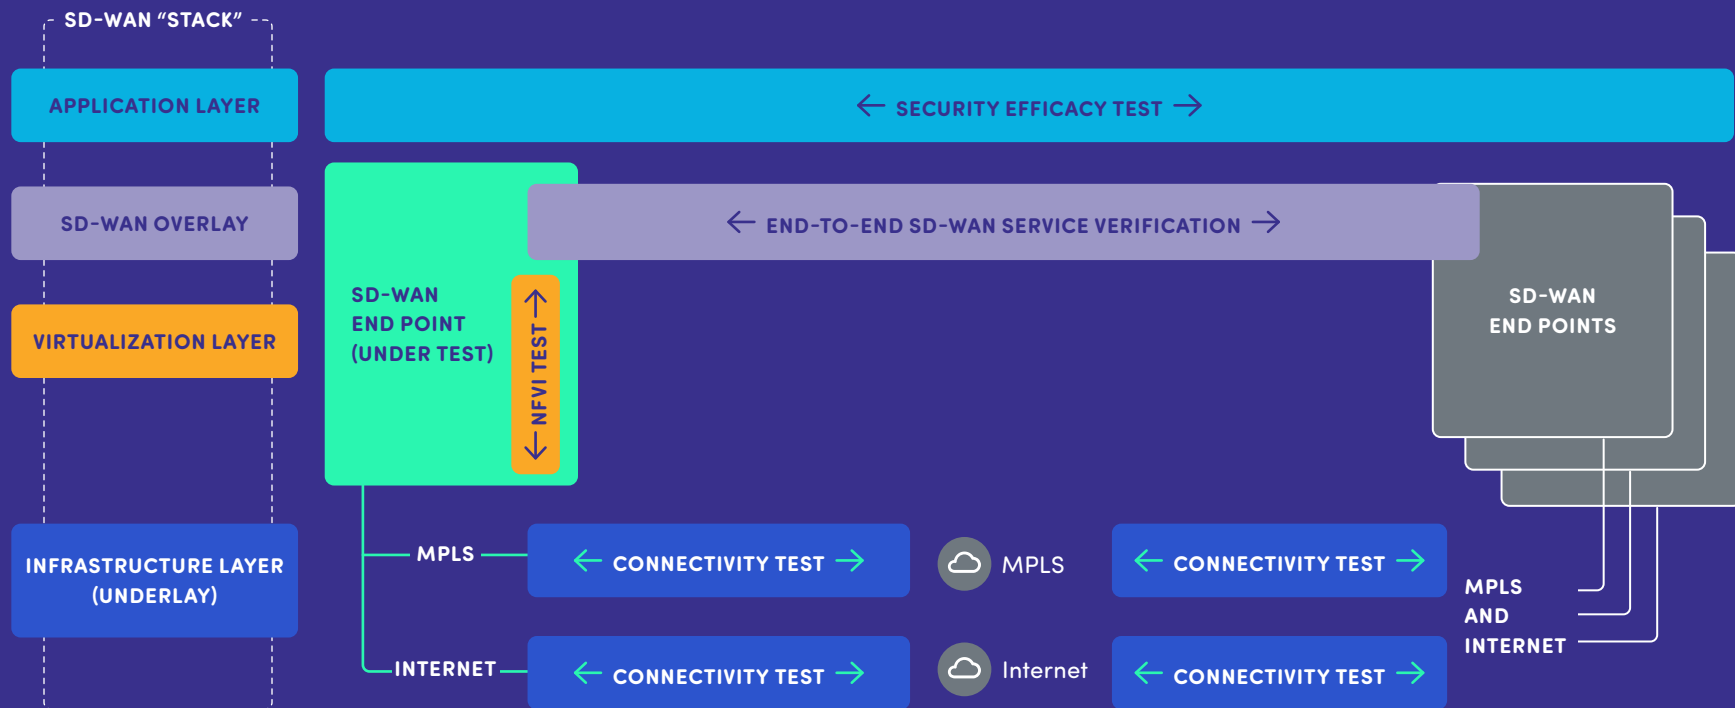 SD-WAN “STACK”
APPLICATION LAYER
← SECURITY EFFICACY TEST →
SD-WAN OVERLAY
← END-TO-END SD-WAN SERVICE VERIFICATION →
VIRTUALIZATION LAYER
SD-WAN
END POINT
(UNDER TEST)
← NFVI TEST →
SD-WAN
END POINTS
INFRASTRUCTURE LAYER
(UNDERLAY)
MPLS
← CONNECTIVITY TEST →
MPLS
← CONNECTIVITY TEST →
INTERNET
← CONNECTIVITY TEST →
Internet
← CONNECTIVITY TEST →
MPLS
AND
INTERNET